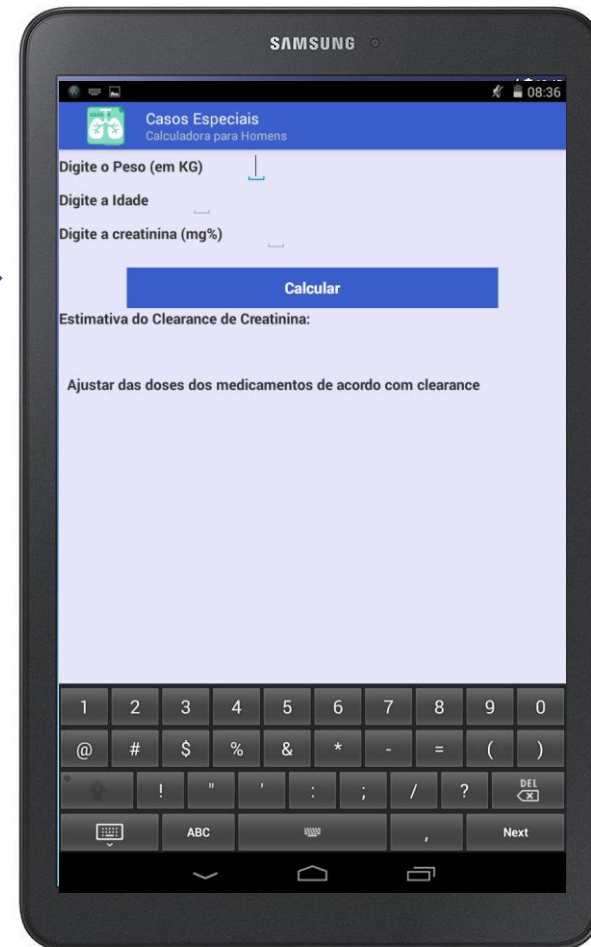 SAMSUNG
08:36
Casos Especiais
Calculadora para Homens
Digite o Peso (em KG)
Digite a Idade
Digite a creatinina (mg%)
Calcular
Estimativa do Clearance de Creatinina:
Ajustar das doses dos medicamentos de acordo com clearance
1 2 3 4 5 6 7 8 9 0
@ # $ % & * - = ( )
! " ' : ; / ? DEL
ABC , Next